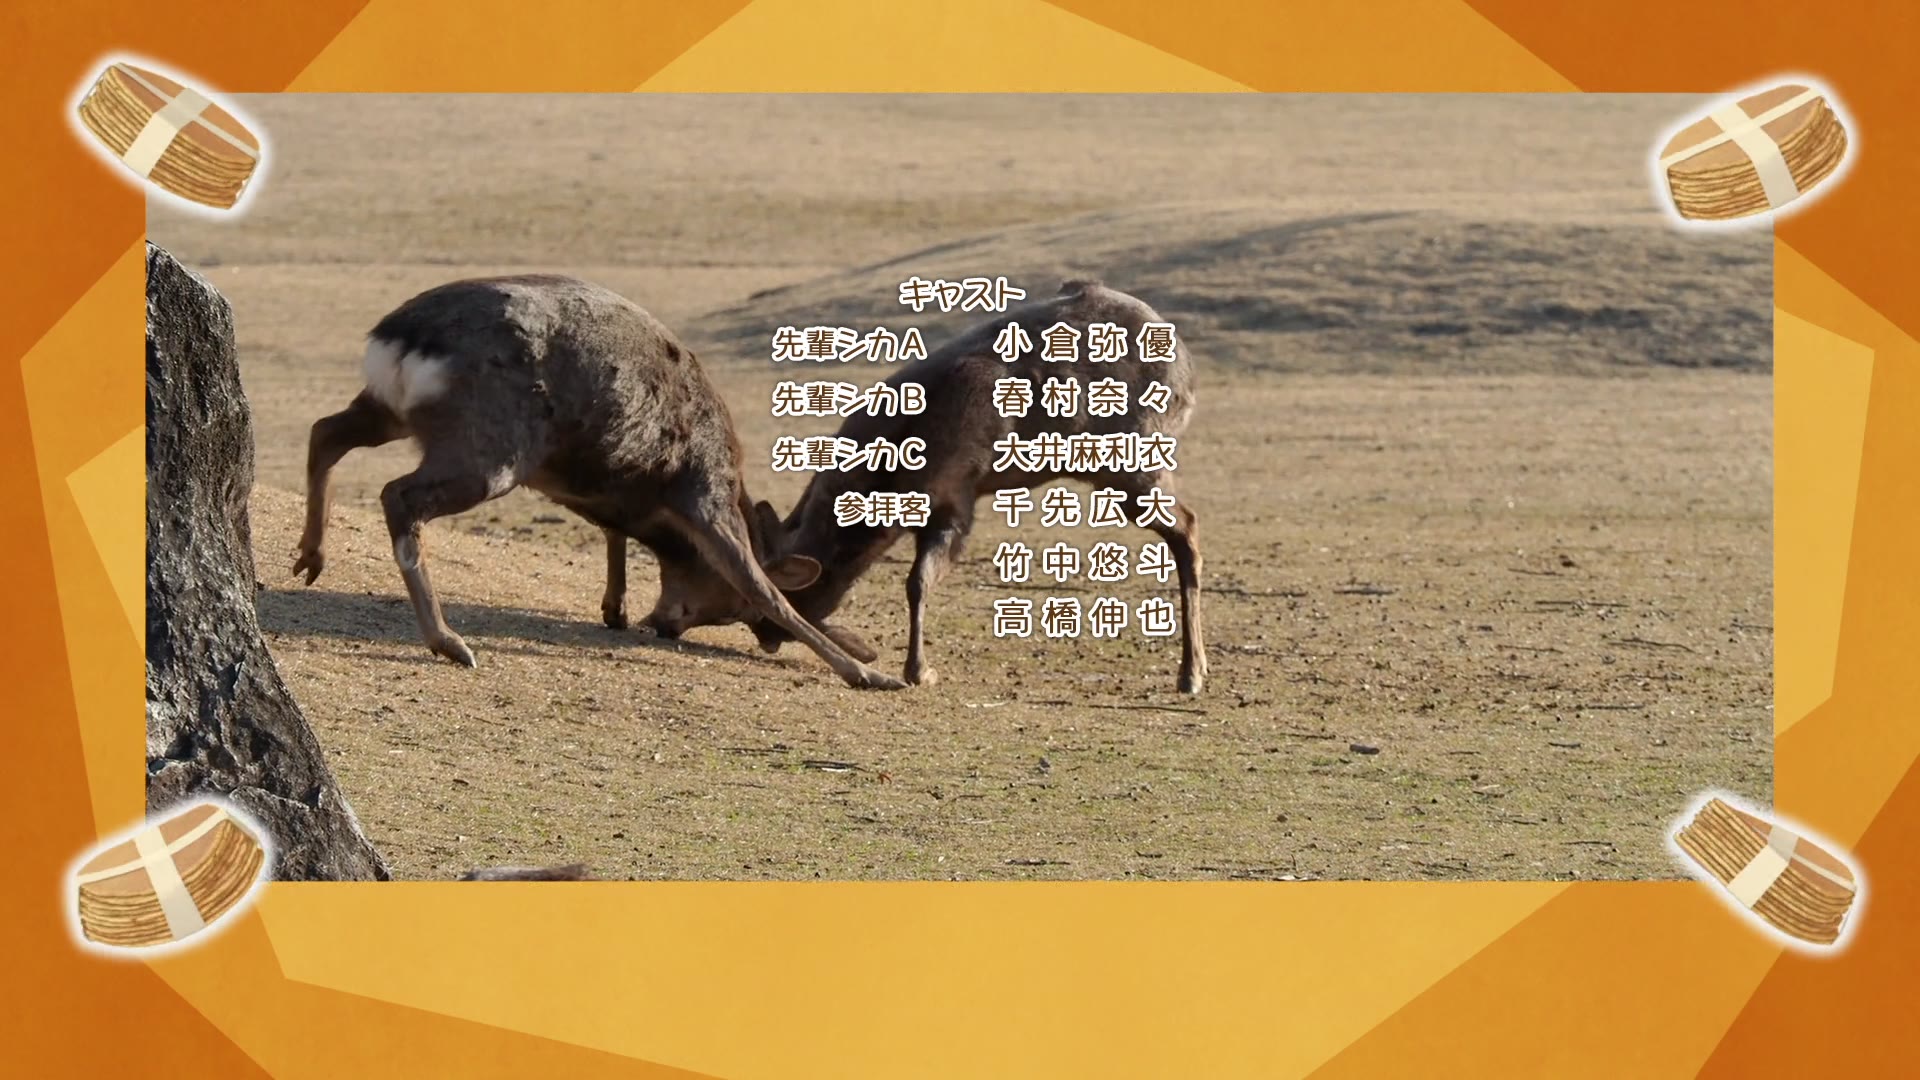 キャスト
先輩シカA 小倉弥優
先輩シカB 春村奈々
先輩シカC 大井麻利衣
参拝客 千先広大
竹中悠斗
高橋伸也